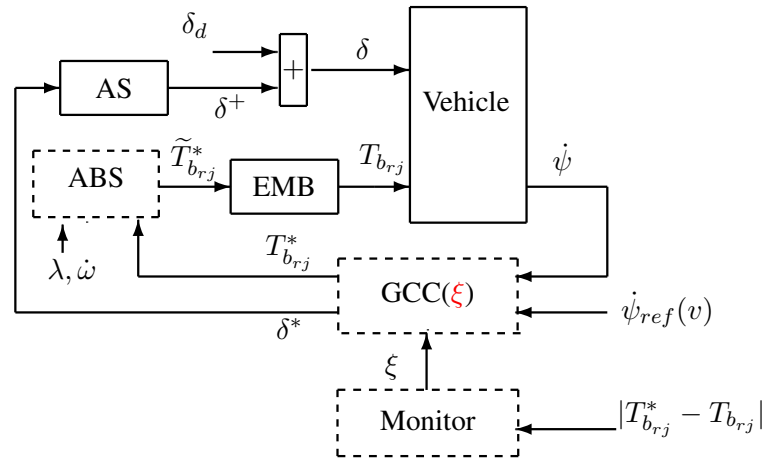 δ_d
+
δ
AS
δ⁺
Vehicle
ABS
T̃*_{b_{rj}}
EMB
T_{b_{rj}}
ψ̇
λ, ω̇
T*_{b_{rj}}
GCC(ξ)
ψ̇_{ref}(v)
δ*
ξ
Monitor
|T*_{b_{rj}} − T_{b_{rj}}|